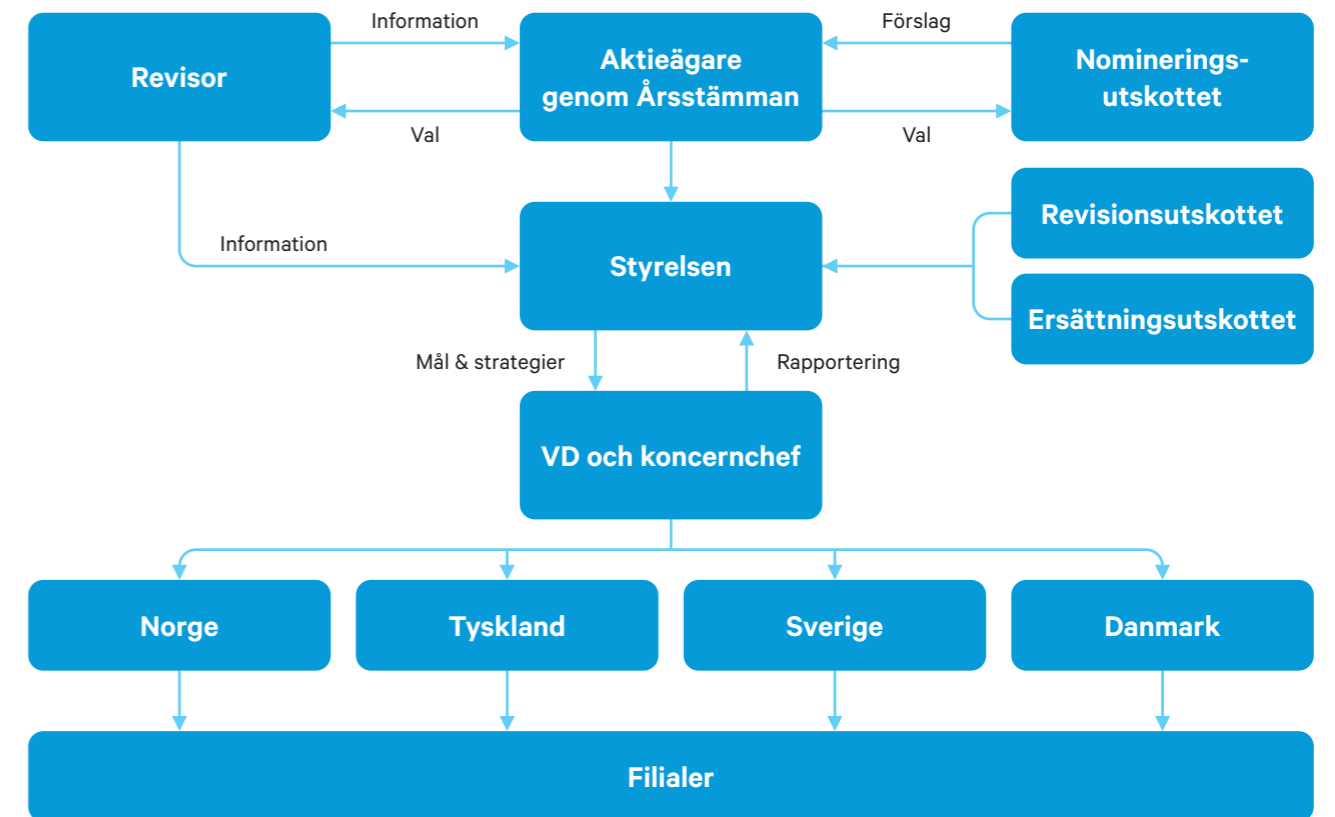 Information
Förslag
Revisor
Aktieägare
genom Årsstämman
Nominerings-
utskottet
Val
Val
Revisionsutskottet
Information
Styrelsen
Ersättningsutskottet
Mål & strategier
Rapportering
VD och koncernchef
Norge
Tyskland
Sverige
Danmark
Filialer